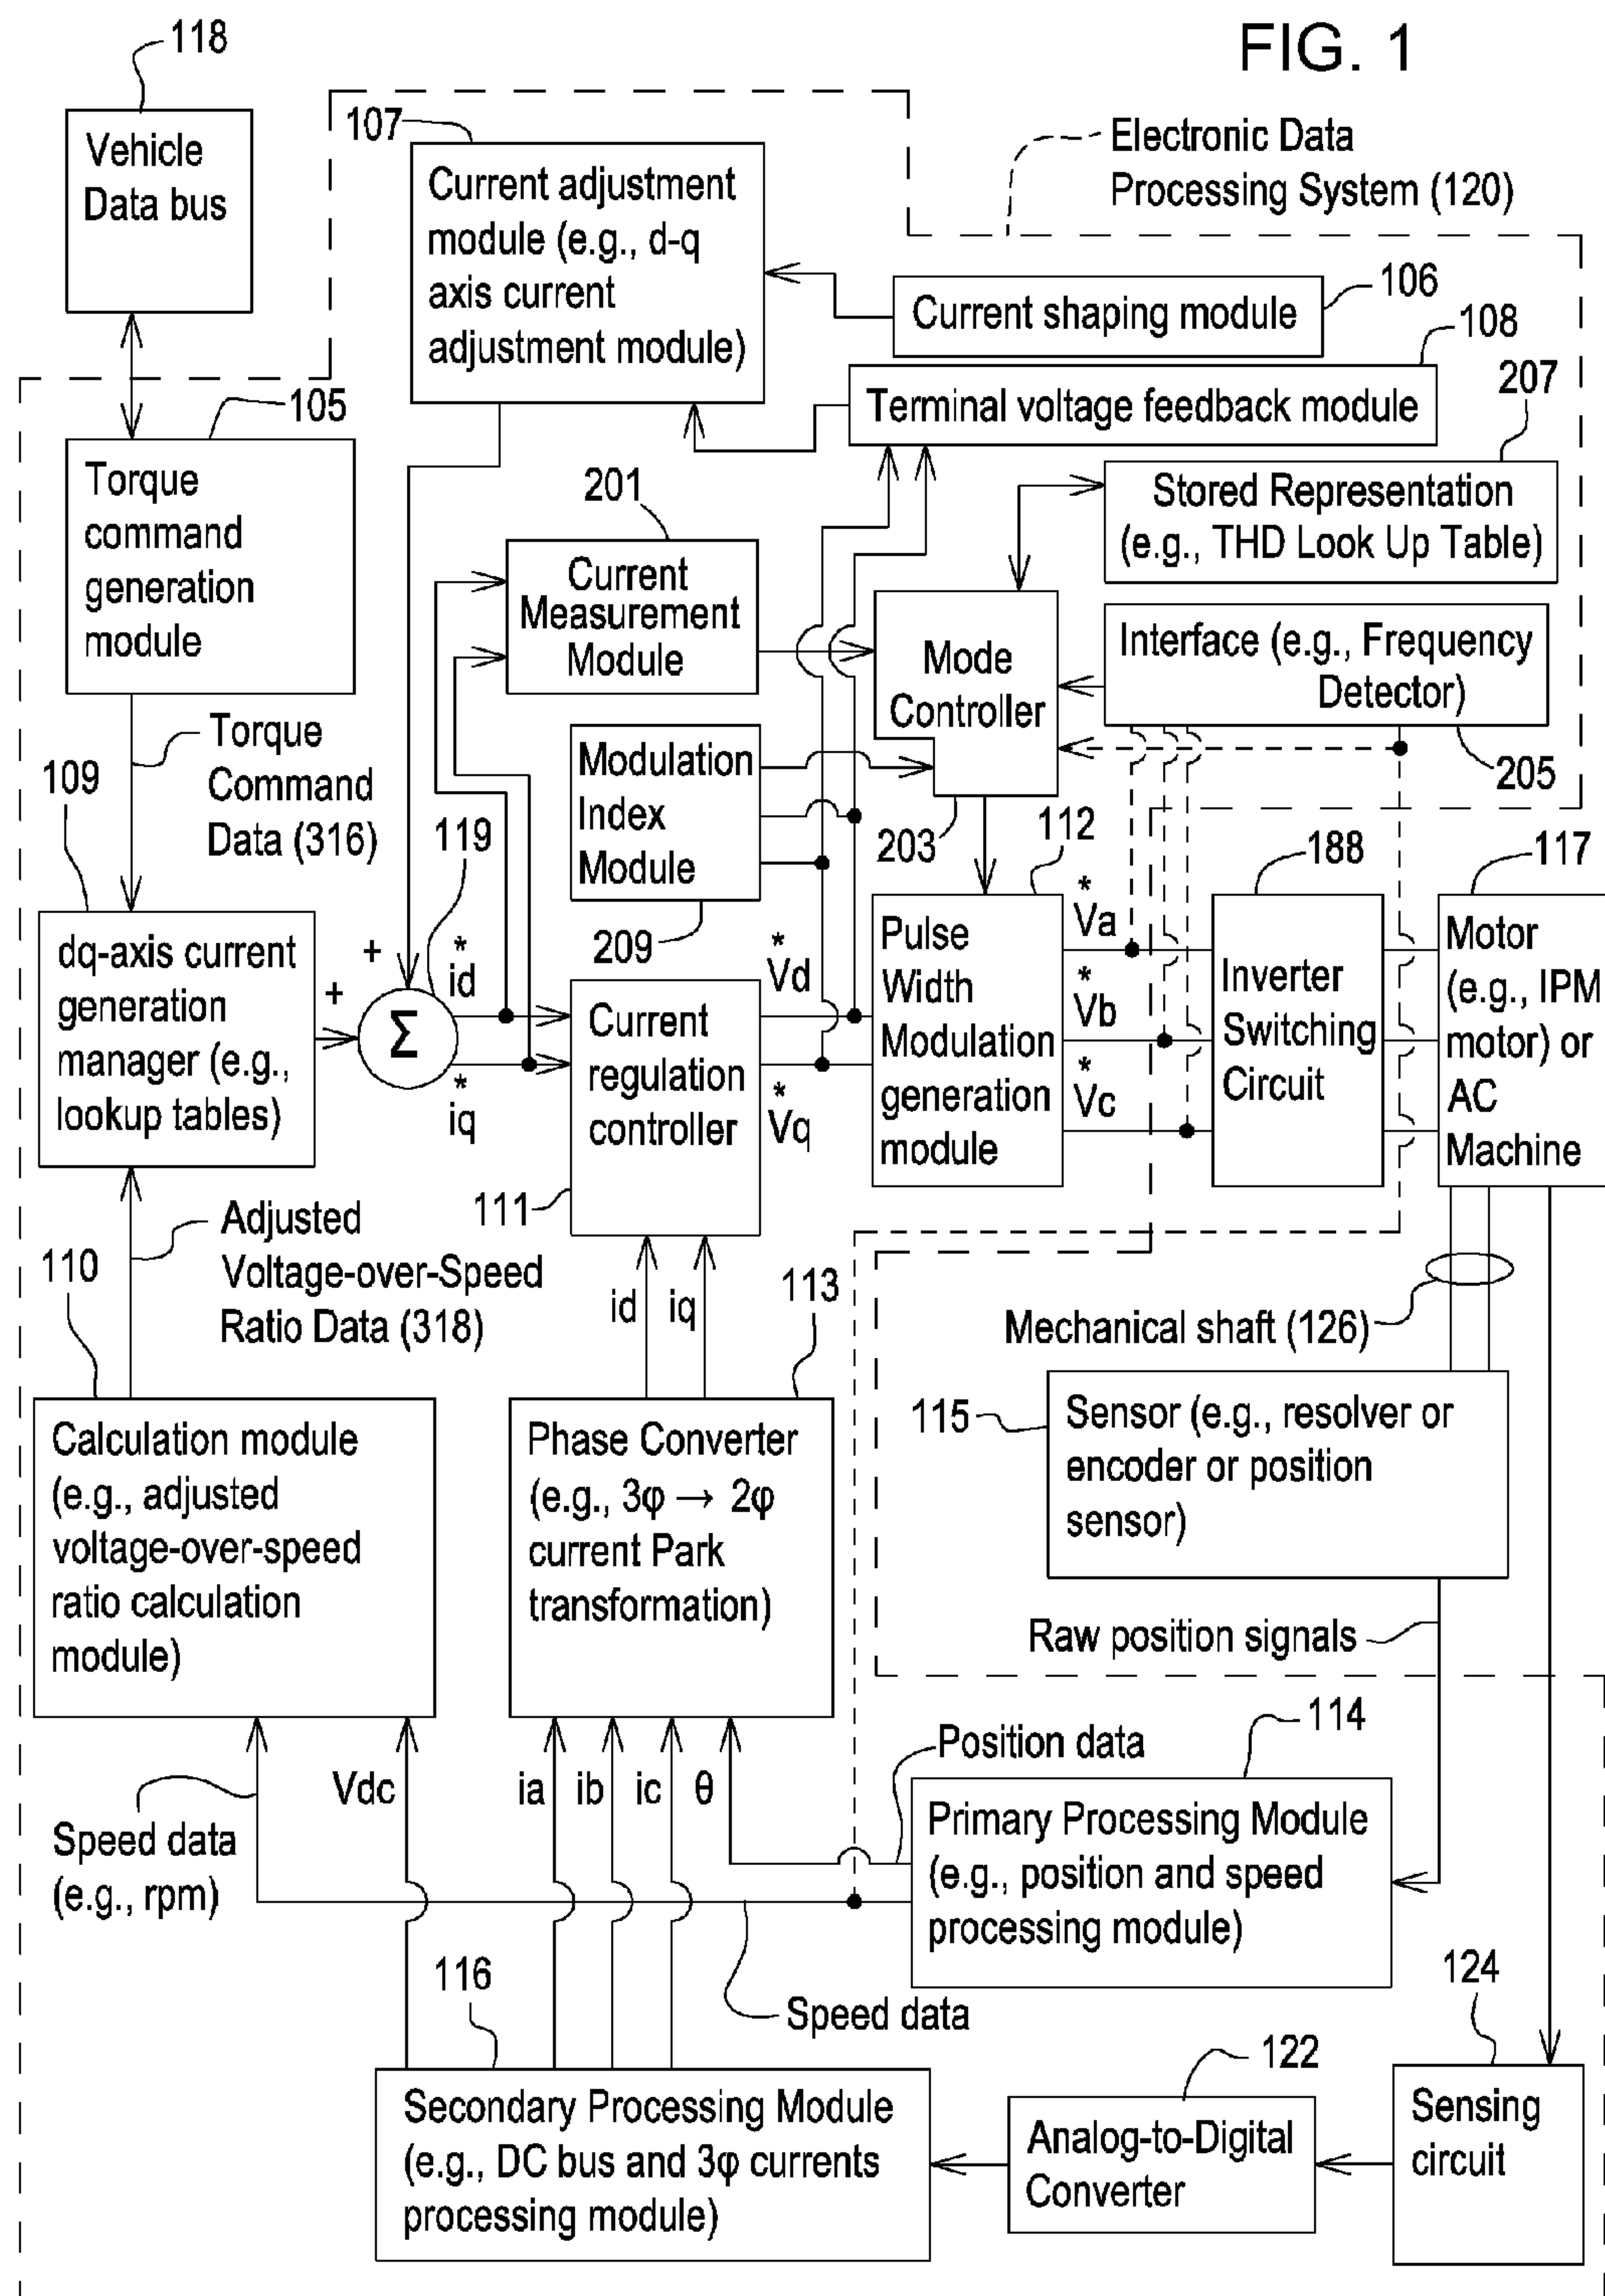 FIG. 1
118
Vehicle
Data bus
107
Current adjustment
module (e.g., d-q
axis current
adjustment module)
Electronic Data
Processing System (120)
Current shaping module
106
108
Terminal voltage feedback module
207
Stored Representation
(e.g., THD Look Up Table)
105
Torque
command
generation
module
201
Current
Measurement
Module
Mode
Controller
203
Interface (e.g., Frequency
Detector)
205
Torque
Command
Data (316)
Modulation
Index
Module
209
109
dq-axis current
generation
manager (e.g.,
lookup tables)
+
+
Σ
119
*
id
*
iq
Current
regulation
controller
111
*
Vd
*
Vq
112
Pulse
Width
Modulation
generation
module
*
Va
*
Vb
*
Vc
188
Inverter
Switching
Circuit
117
Motor
(e.g., IPM
motor) or
AC
Machine
Adjusted
Voltage-over-Speed
Ratio Data (318)
110
Calculation module
(e.g., adjusted
voltage-over-speed
ratio calculation
module)
id
iq
113
Phase Converter
(e.g., 3φ → 2φ
current Park
transformation)
Mechanical shaft (126)
115
Sensor (e.g., resolver or
encoder or position
sensor)
Raw position signals
Speed data
(e.g., rpm)
Vdc
ia
ib
ic
θ
Position data
114
Primary Processing Module
(e.g., position and speed
processing module)
Speed data
116
Secondary Processing Module
(e.g., DC bus and 3φ currents
processing module)
122
Analog-to-Digital
Converter
124
Sensing
circuit